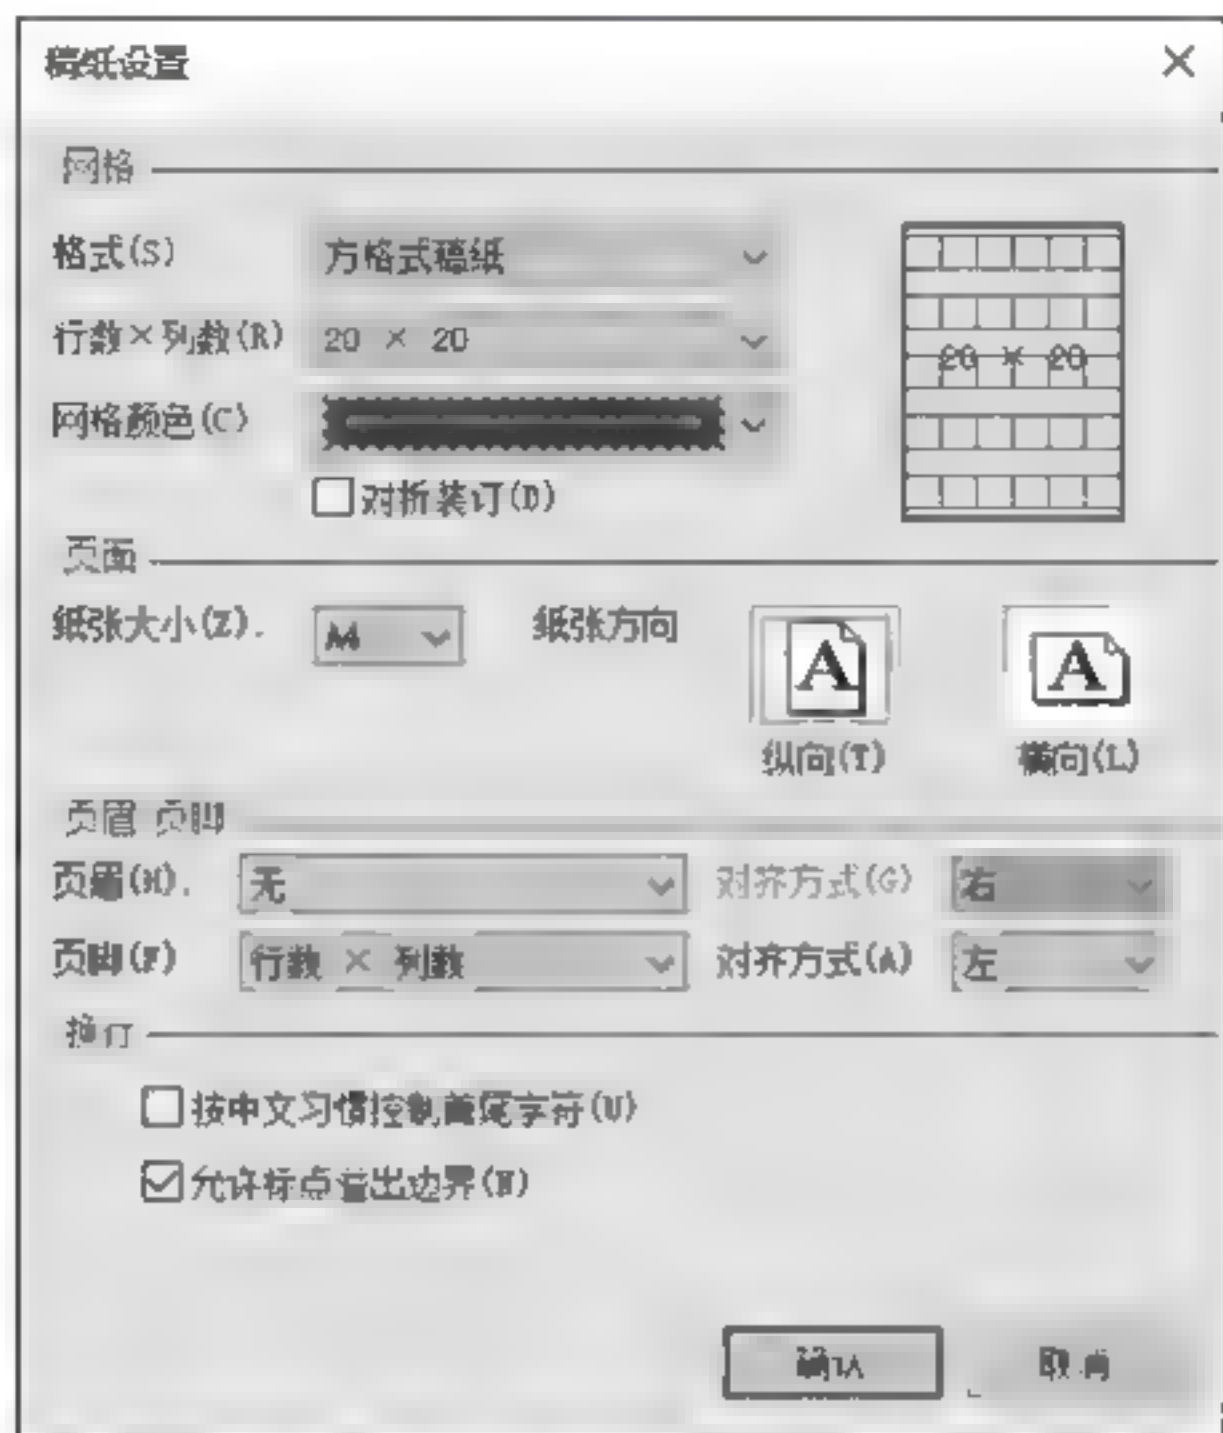 稿纸设置
网格
格式(S) 方格式稿纸
行数×列数(R) 20 × 20
20 × 20
网格颜色(C)
对折装订(D)
页面
纸张大小(Z): A4 纸张方向
A A
纵向(T) 横向(L)
页眉 页脚
页眉(H): 无 对齐方式(G) 右
页脚(F) 行数 × 列数 对齐方式(A) 左
换行
按中文习惯控制首尾字符(U)
允许标点溢出边界(W)
确认 取消